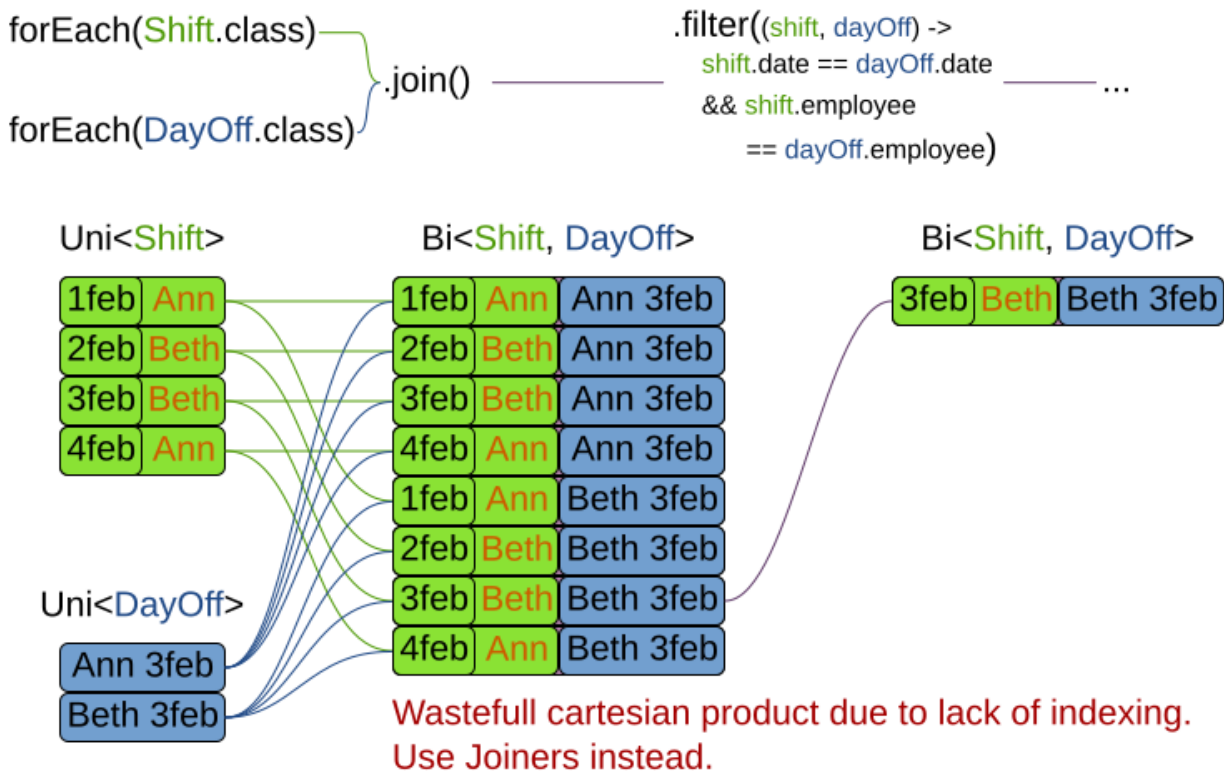 forEach(Shift.class)
forEach(DayOff.class)
.join()
.filter((shift, dayOff) ->
shift.date == dayOff.date
&& shift.employee
== dayOff.employee)
...
Uni<Shift>
1feb Ann
2feb Beth
3feb Beth
4feb Ann
Uni<DayOff>
Ann 3feb
Beth 3feb
Bi<Shift, DayOff>
1feb Ann Ann 3feb
2feb Beth Ann 3feb
3feb Beth Ann 3feb
4feb Ann Ann 3feb
1feb Ann Beth 3feb
2feb Beth Beth 3feb
3feb Beth Beth 3feb
4feb Ann Beth 3feb
Bi<Shift, DayOff>
3feb Beth Beth 3feb
Wastefull cartesian product due to lack of indexing.
Use Joiners instead.